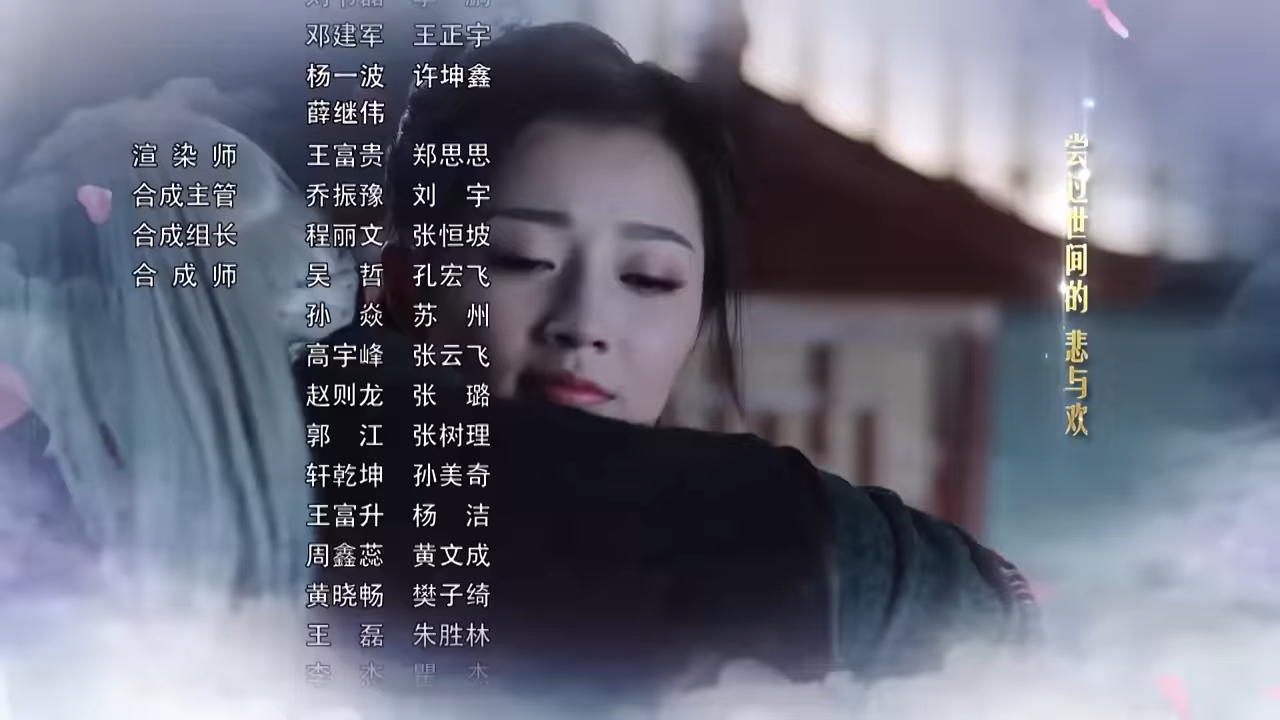 邓建军 王正宇
杨一波 许坤鑫
薛继伟
渲染师 王富贵 郑思思
合成主管 乔振豫 刘宇
合成组长 程丽文 张恒坡
合成师 吴哲 孔宏飞
孙焱 苏州
高宇峰 张云飞
赵则龙 张璐
郭江 张树理
轩乾坤 孙美奇
王富升 杨洁
周鑫蕊 黄文成
黄晓畅 樊子绮
王磊 朱胜林
尝过世间的 悲与欢